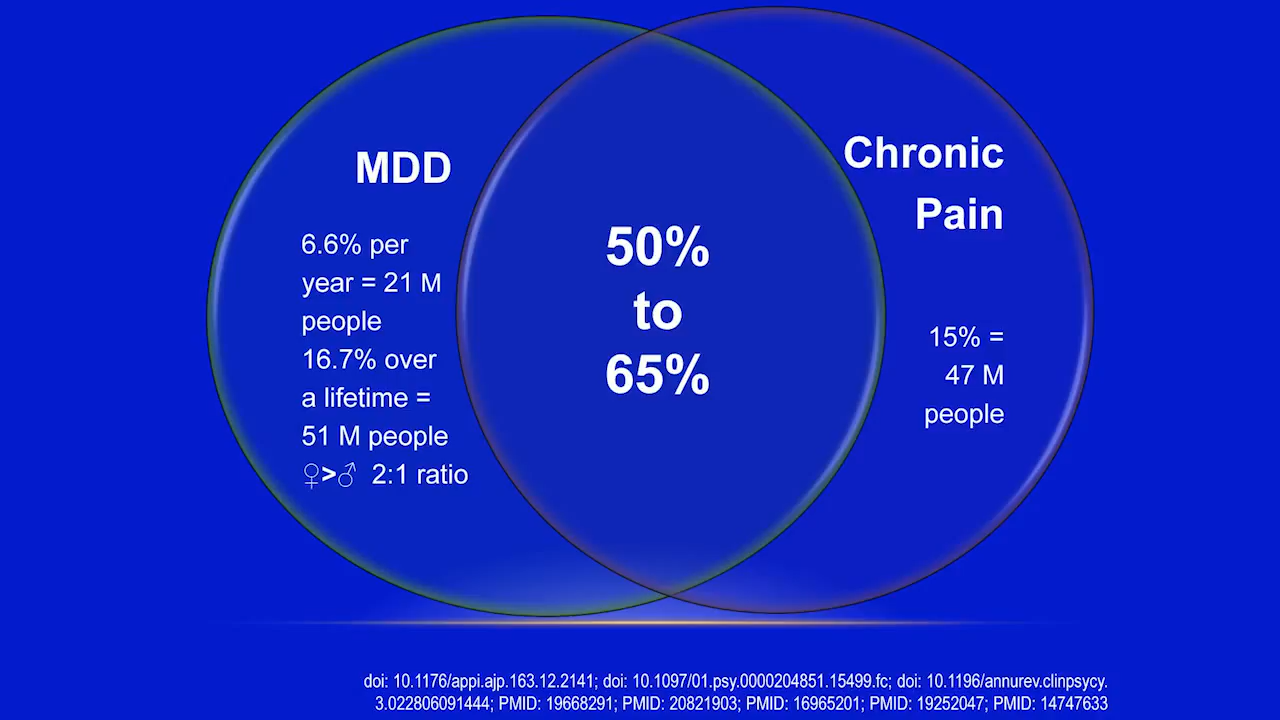 MDD
6.6% per
year = 21 M
people
16.7% over
a lifetime =
51 M people
♀>♂ 2:1 ratio
50%
to
65%
Chronic
Pain
15% =
47 M
people
doi: 10.1176/appi.ajp.163.12.2141; doi: 10.1097/01.psy.0000204851.15499.fc; doi: 10.1196/annurev.clinpsycy.
3.022806091444; PMID: 19668291; PMID: 20821903; PMID: 16965201; PMID: 19252047; PMID: 14747633